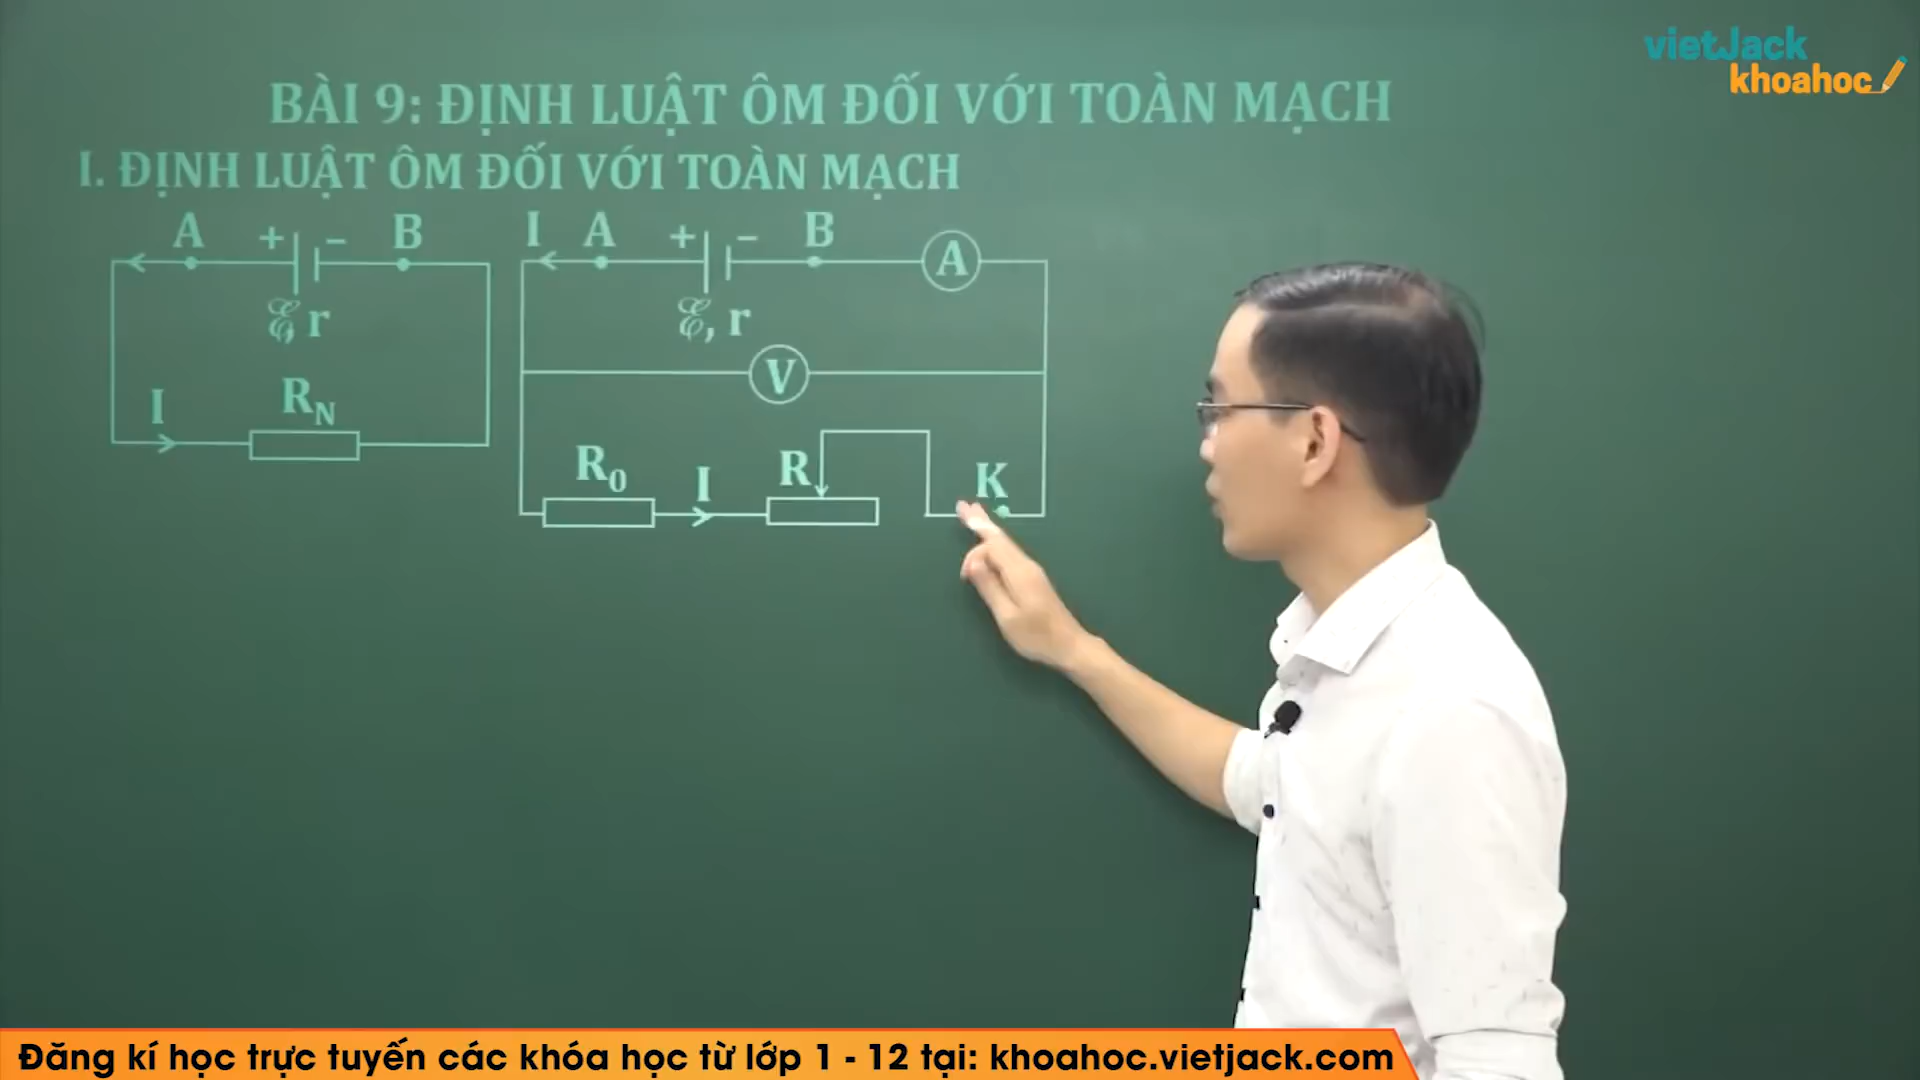 vietJack
khoahoc
BÀI 9: ĐỊNH LUẬT ÔM ĐỐI VỚI TOÀN MẠCH
I. ĐỊNH LUẬT ÔM ĐỐI VỚI TOÀN MẠCH
A + − B
ℰ, r
I
R_N
I A + − B A
ℰ, r
V
R₀ I R K
Đăng kí học trực tuyến các khóa học từ lớp 1 - 12 tại: khoahoc.vietjack.com